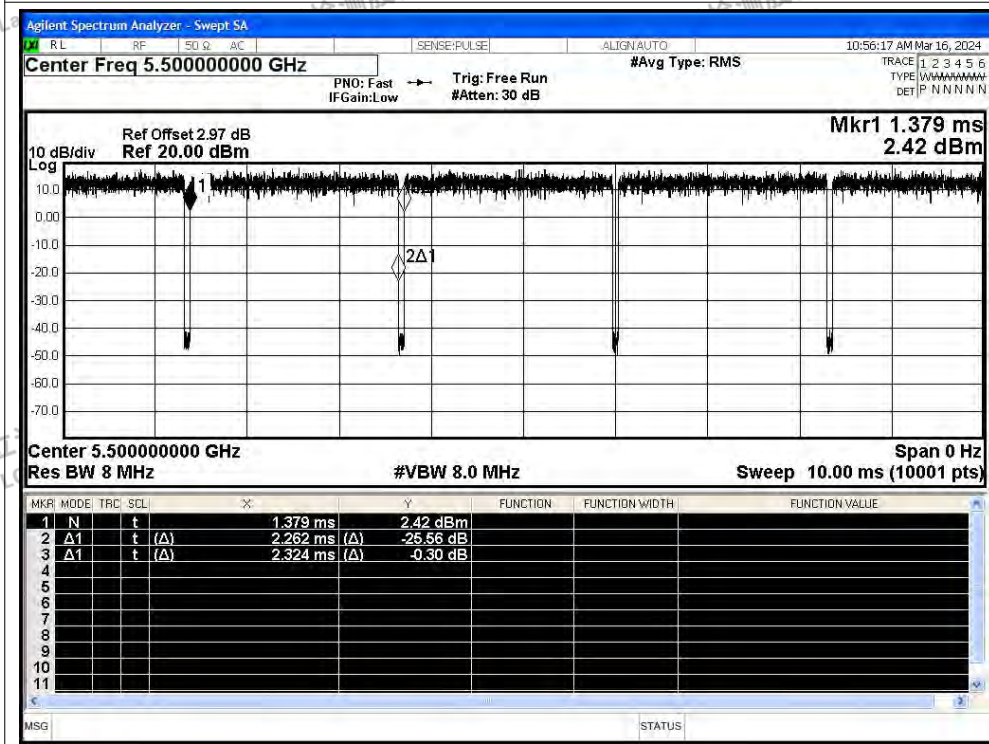 Agilent Spectrum Analyzer - Swept SA
RL RF 50 Ω AC SENSE:PULSE ALIGN AUTO 10:56:17 AM Mar 16, 2024
Center Freq 5.500000000 GHz #Avg Type: RMS TRACE 1 2 3 4 5 6
PNO: Fast Trig: Free Run TYPE WWWWWW
IFGain:Low #Atten: 30 dB DET P N N N N N
Mkr1 1.379 ms
Ref Offset 2.97 dB
10 dB/div Ref 20.00 dBm 2.42 dBm
Log
10.0
1
0.00
-10.0
2Δ1
-20.0
-30.0
-40.0
-50.0
-60.0
-70.0
Center 5.500000000 GHz Span 0 Hz
Res BW 8 MHz #VBW 8.0 MHz Sweep 10.00 ms (10001 pts)
MKR MODE TRC SCL X Y FUNCTION FUNCTION WIDTH FUNCTION VALUE
1 N t 1.379 ms 2.42 dBm
2 Δ1 t (Δ) 2.262 ms (Δ) -25.56 dB
3 Δ1 t (Δ) 2.324 ms (Δ) -0.30 dB
4
5
6
7
8
9
10
11
MSG STATUS